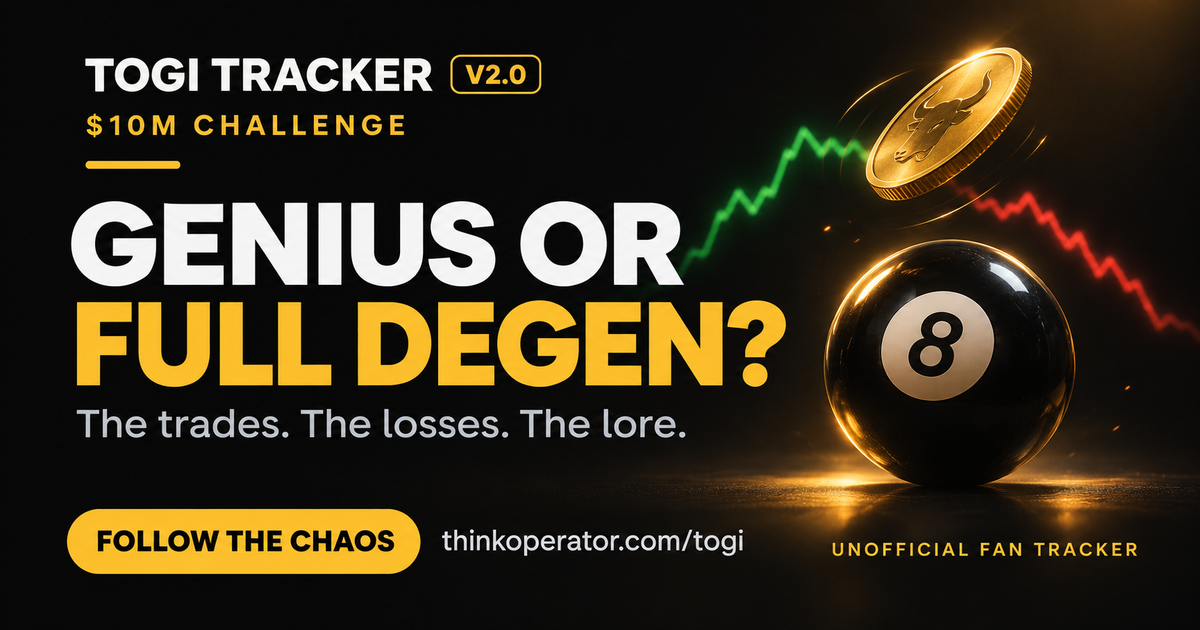 TOGI TRACKER V2.0
$10M CHALLENGE
GENIUS OR
FULL DEGEN?
The trades. The losses. The lore.
FOLLOW THE CHAOS thinkoperator.com/togi
8
UNOFFICIAL FAN TRACKER